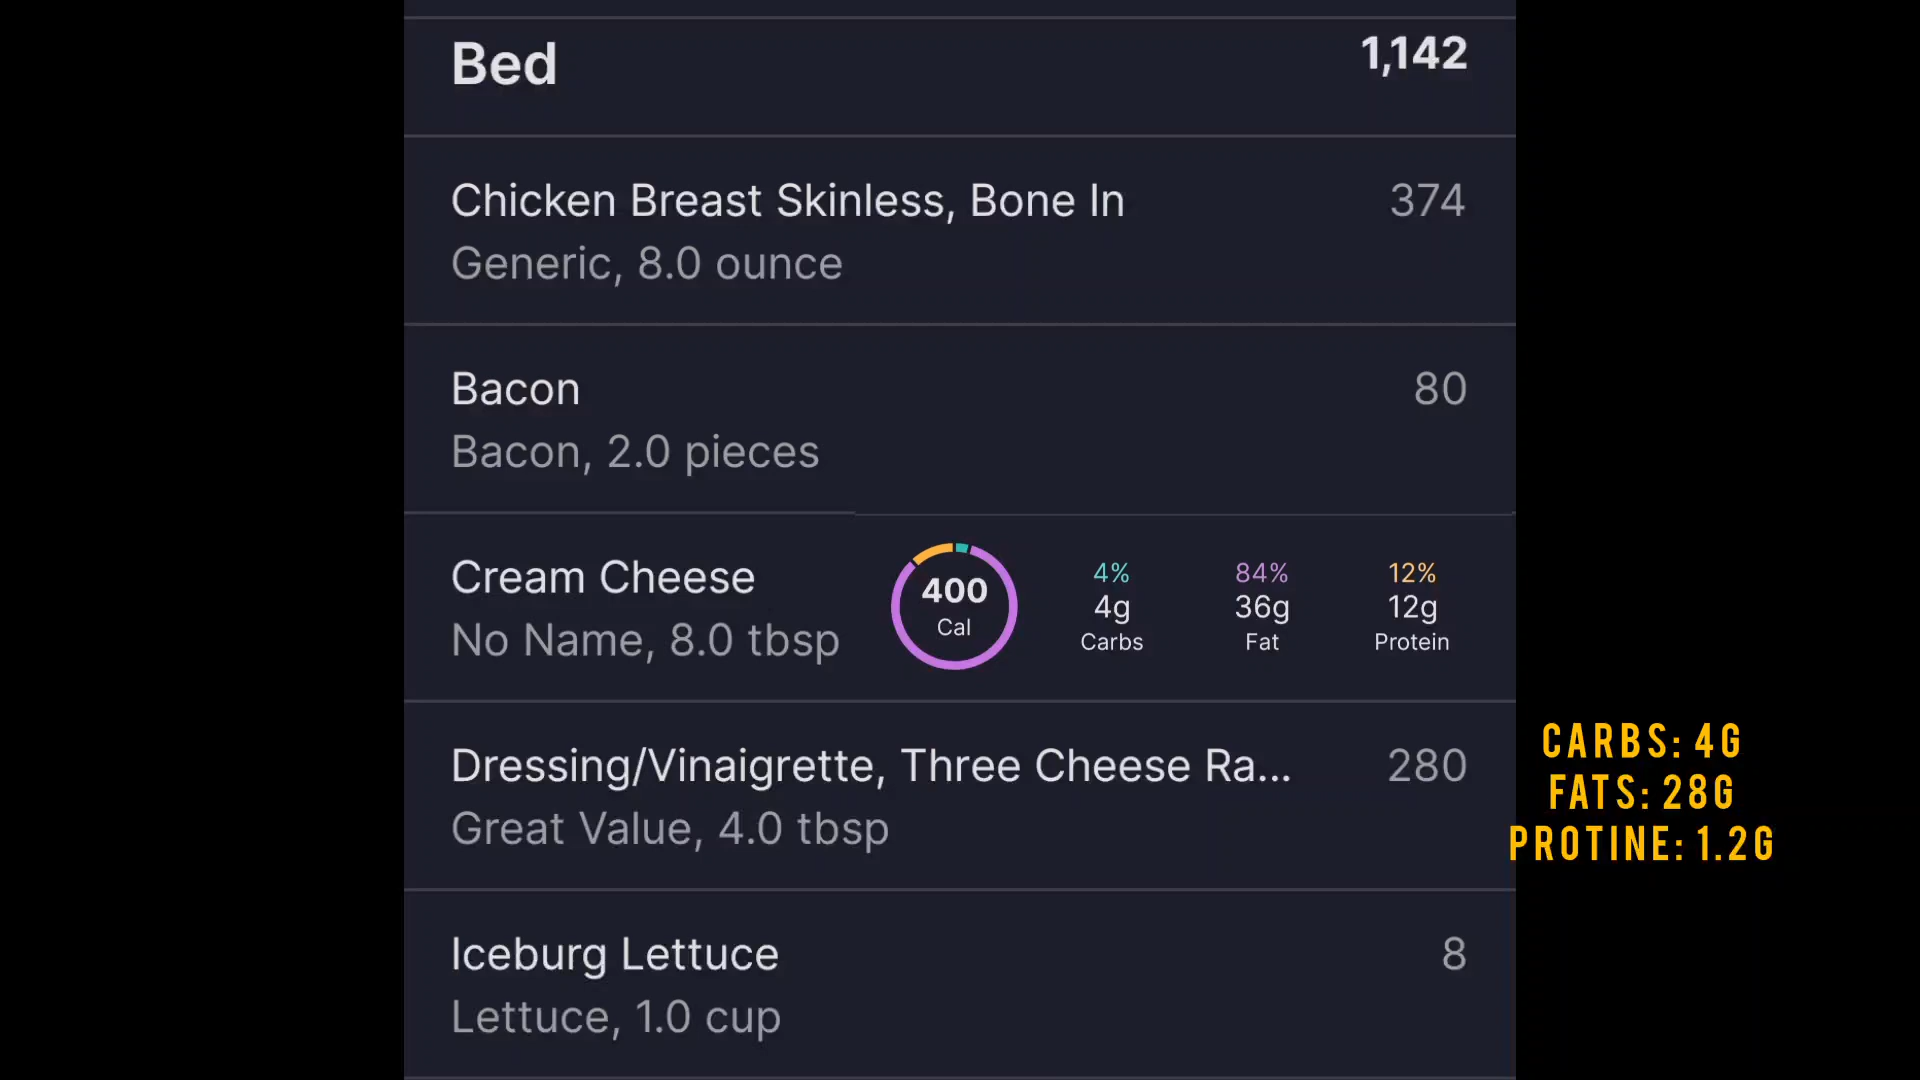 Bed
1,142
Chicken Breast Skinless, Bone In
374
Generic, 8.0 ounce
Bacon
80
Bacon, 2.0 pieces
Cream Cheese
No Name, 8.0 tbsp
400
Cal
4%
4g
Carbs
84%
36g
Fat
12%
12g
Protein
Dressing/Vinaigrette, Three Cheese Ra...
280
Great Value, 4.0 tbsp
CARBS: 4G
FATS: 28G
PROTINE: 1.2G
Iceburg Lettuce
8
Lettuce, 1.0 cup